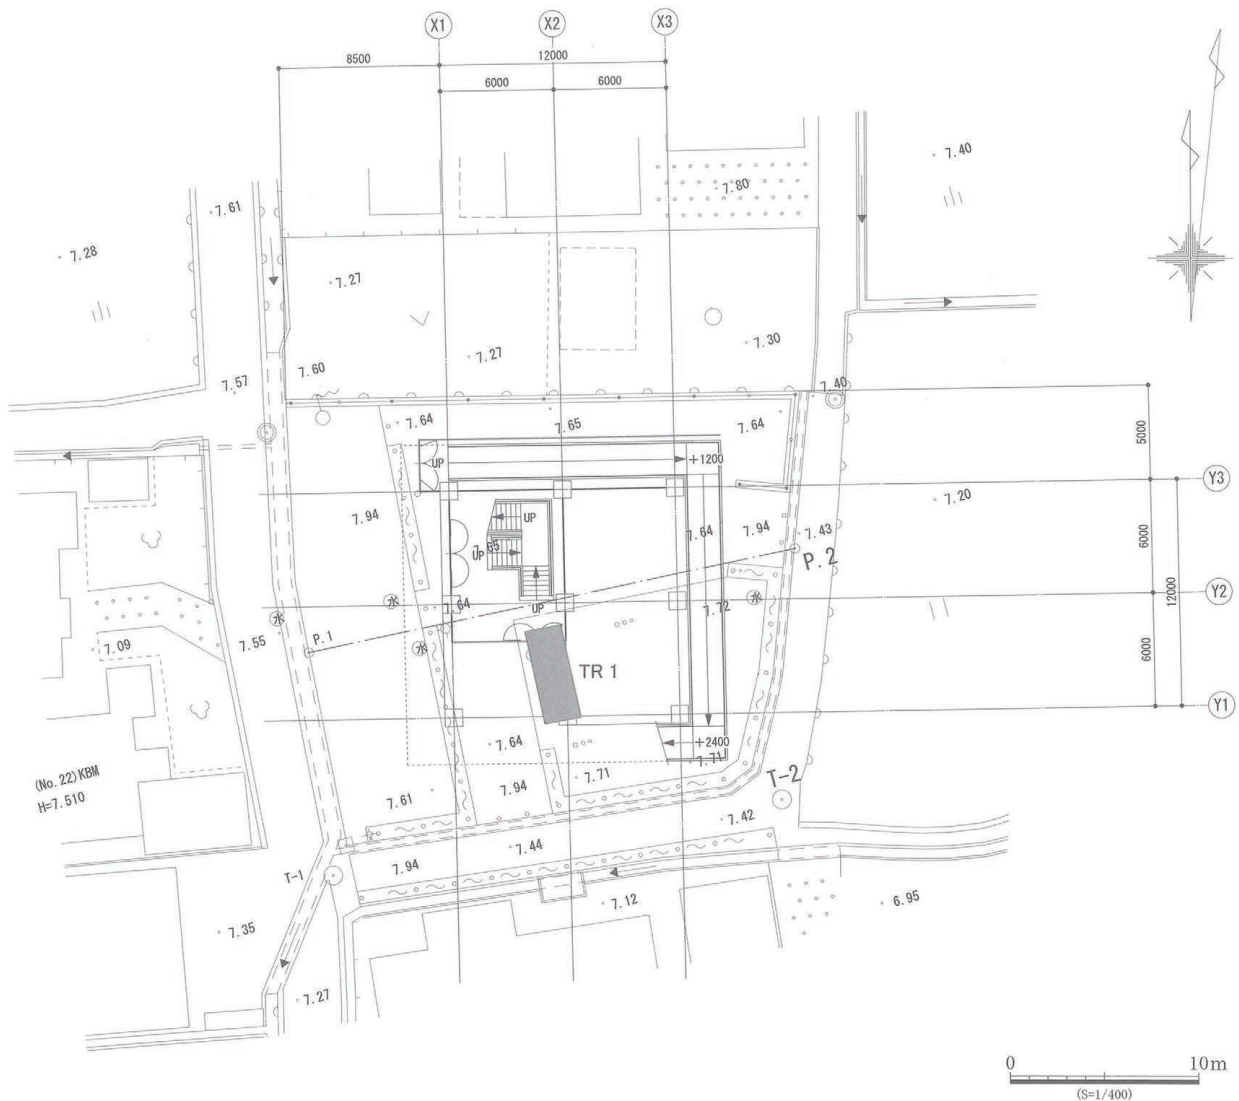 X1
X2
X3
8500
12000
6000
6000
7.40
7.80
7.61
7.28
7.27
7.30
7.27
7.60
7.57
7.40
7.64
7.65
7.64
5000
UP
+1200
Y3
7.20
7.94
UP
7.64
7.94
7.43
6000
7.65
UP
P.2
12000
Y2
水
7.64
UP
7.72
水
水
7.55
P.1
水
7.09
TR 1
6000
Y1
7.64
+2400
7.71
7.71
T-2
(No. 22) KBM
H=7.510
7.61
7.94
7.42
7.44
7.94
T-1
7.12
6.95
7.35
7.27
0 10m
(S=1/400)